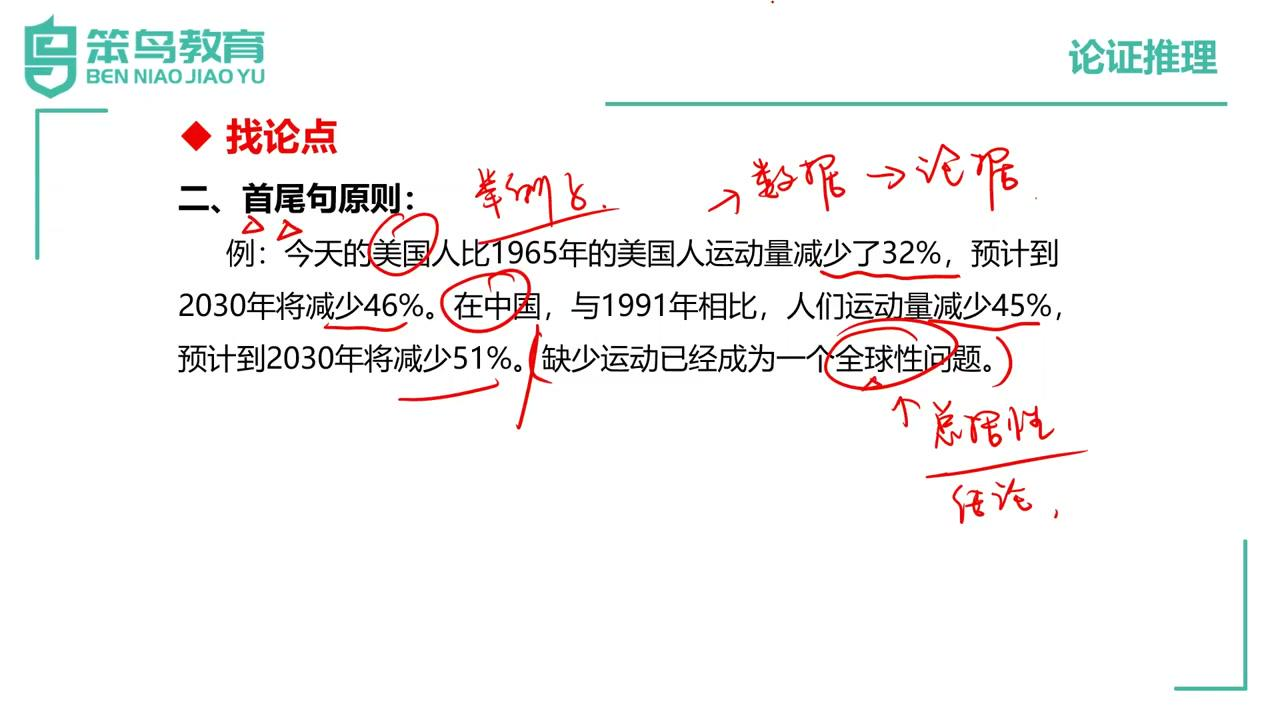 笨鸟教育
BEN NIAO JIAO YU
论证推理
找论点
二、首尾句原则：
举例子.
→数据→论据
例：今天的美国人比1965年的美国人运动量减少了32%，预计到
2030年将减少46%。在中国，与1991年相比，人们运动量减少45%，
预计到2030年将减少51%。缺少运动已经成为一个全球性问题。
↑总括性
结论